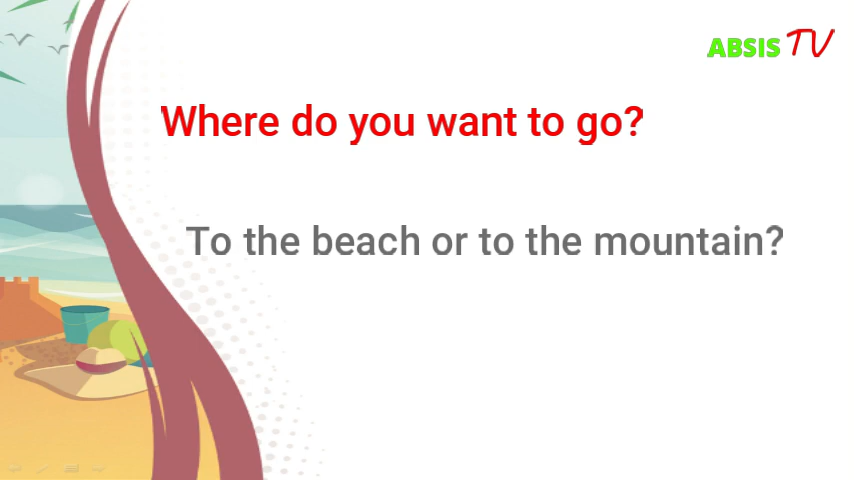 ABSIS TV
Where do you want to go?
To the beach or to the mountain?